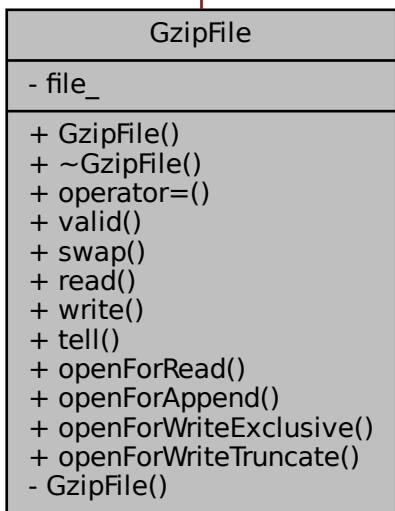 GzipFile
- file_
+ GzipFile()
+ ~GzipFile()
+ operator=()
+ valid()
+ swap()
+ read()
+ write()
+ tell()
+ openForRead()
+ openForAppend()
+ openForWriteExclusive()
+ openForWriteTruncate()
- GzipFile()